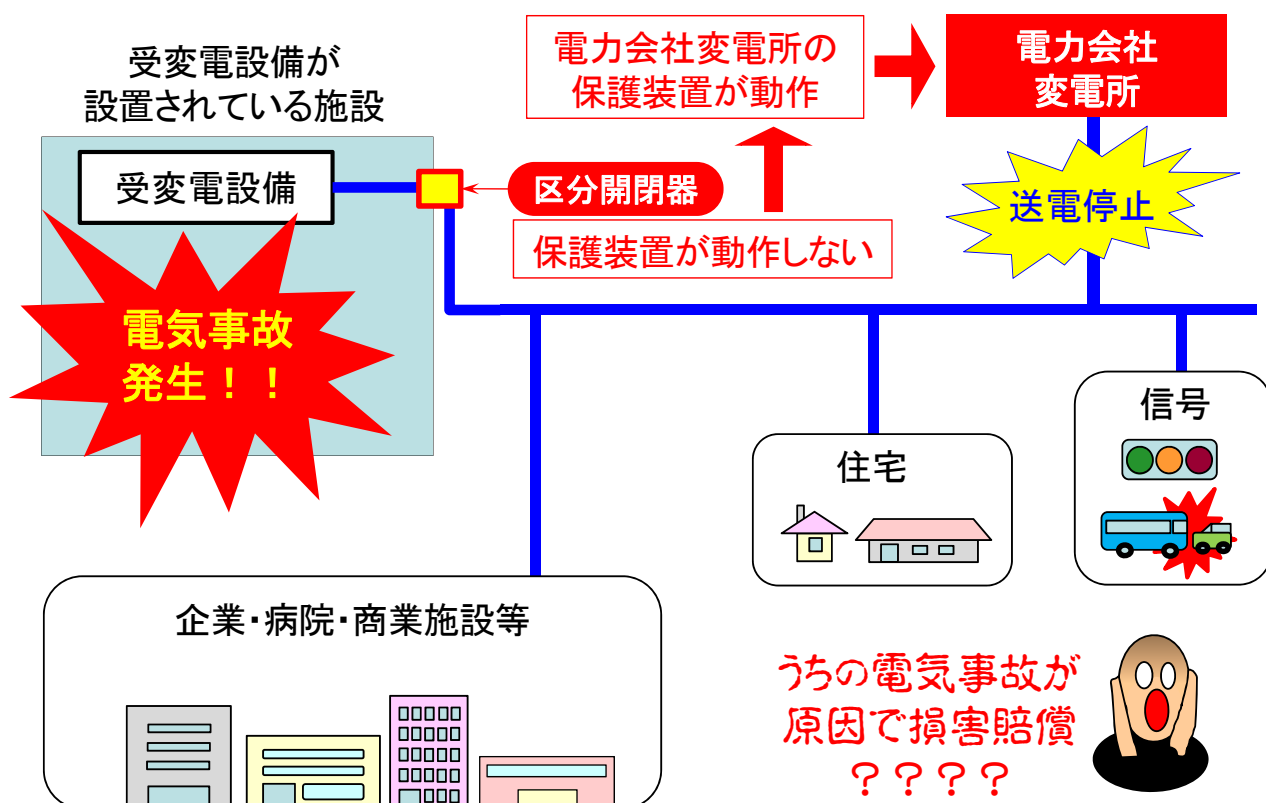 受変電設備が
設置されている施設
受変電設備
電気事故
発生！！
区分開閉器
保護装置が動作しない
電力会社変電所の
保護装置が動作
電力会社
変電所
送電停止
企業・病院・商業施設等
住宅
信号
うちの電気事故が
原因で損害賠償
？？？？